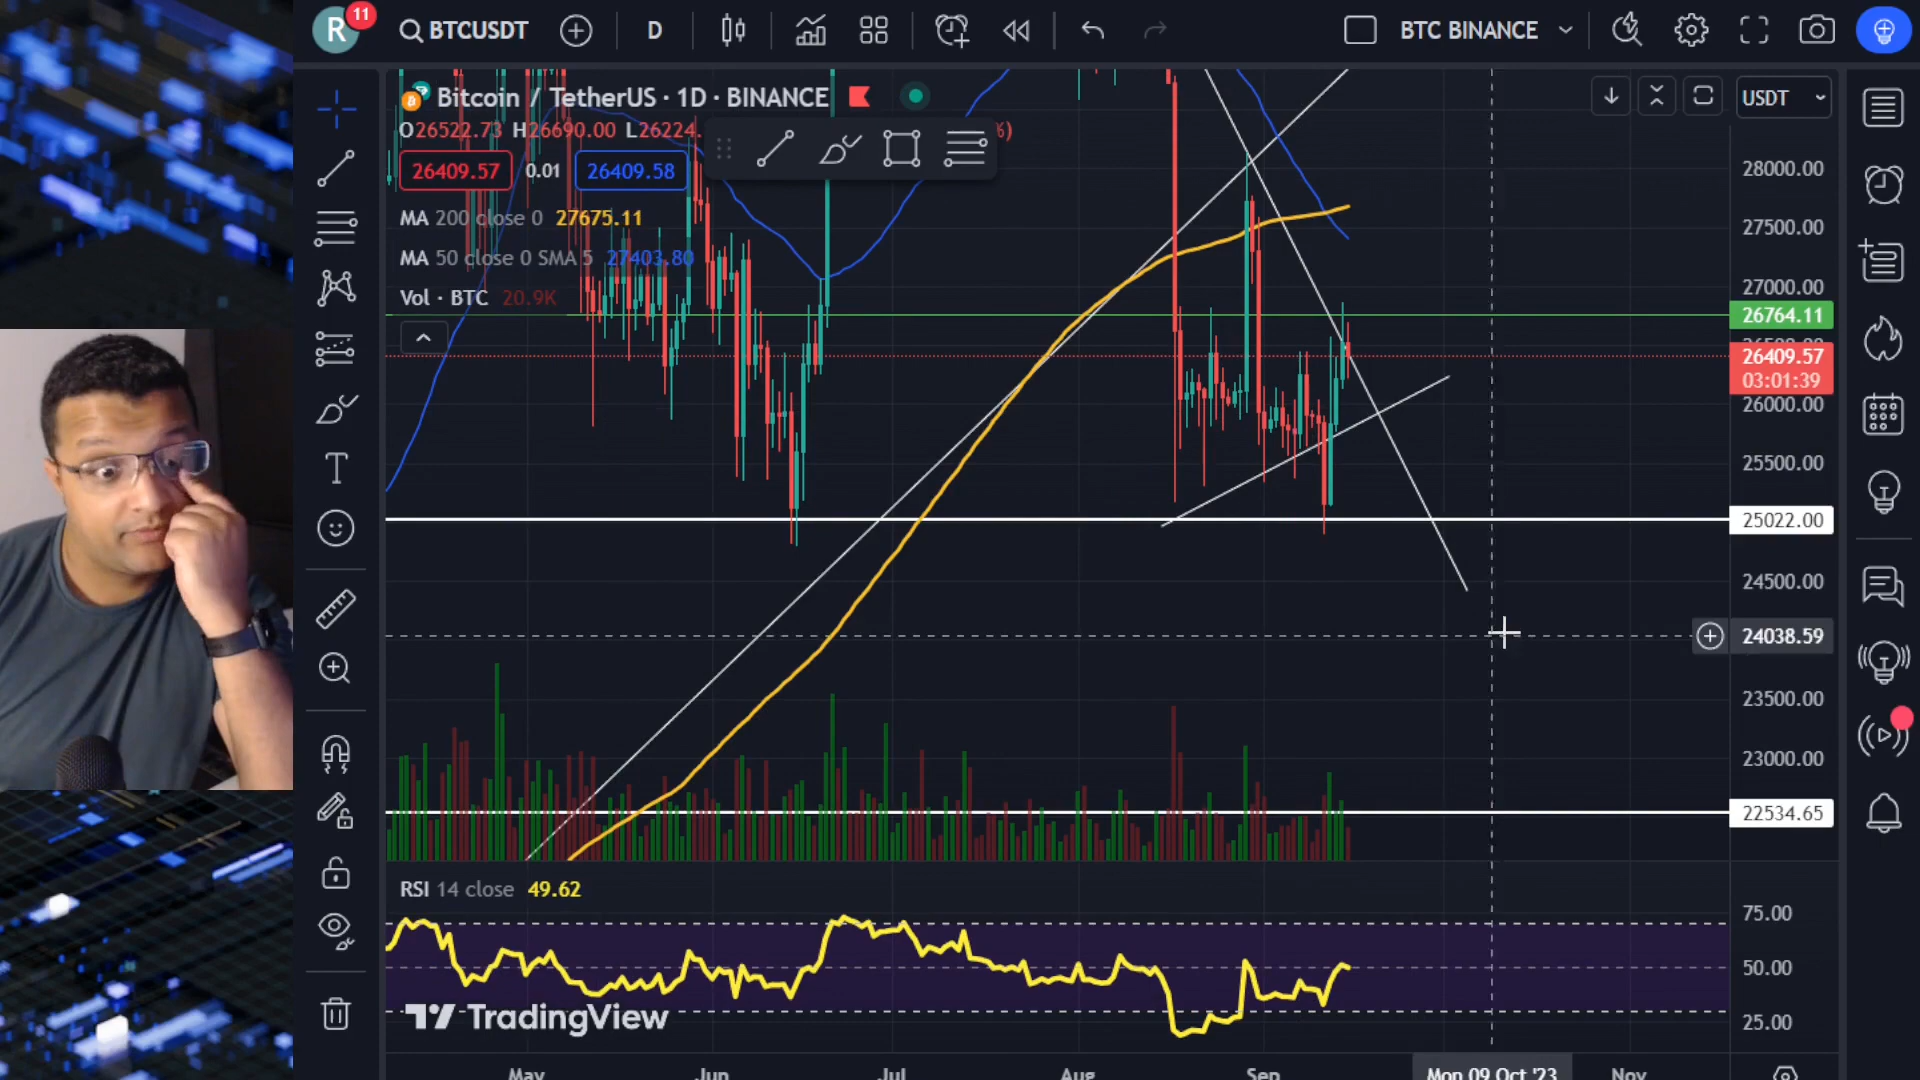 R 11 BTCUSDT D BTC BINANCE
Bitcoin / TetherUS · 1D · BINANCE USDT
O26522.73 H26690.00 L26224. %)
26409.57 0.01 26409.58
MA 200 close 0 27675.11
MA 50 close 0 SMA 5 27403.80
Vol · BTC 20.9K
28000.00
27500.00
27000.00
26764.11
26409.57
03:01:39
26000.00
25500.00
25022.00
24500.00
24038.59
23500.00
23000.00
22534.65
RSI 14 close 49.62
75.00
50.00
25.00
TradingView
May Jun Jul Aug Sep Mon 09 Oct '23 Nov